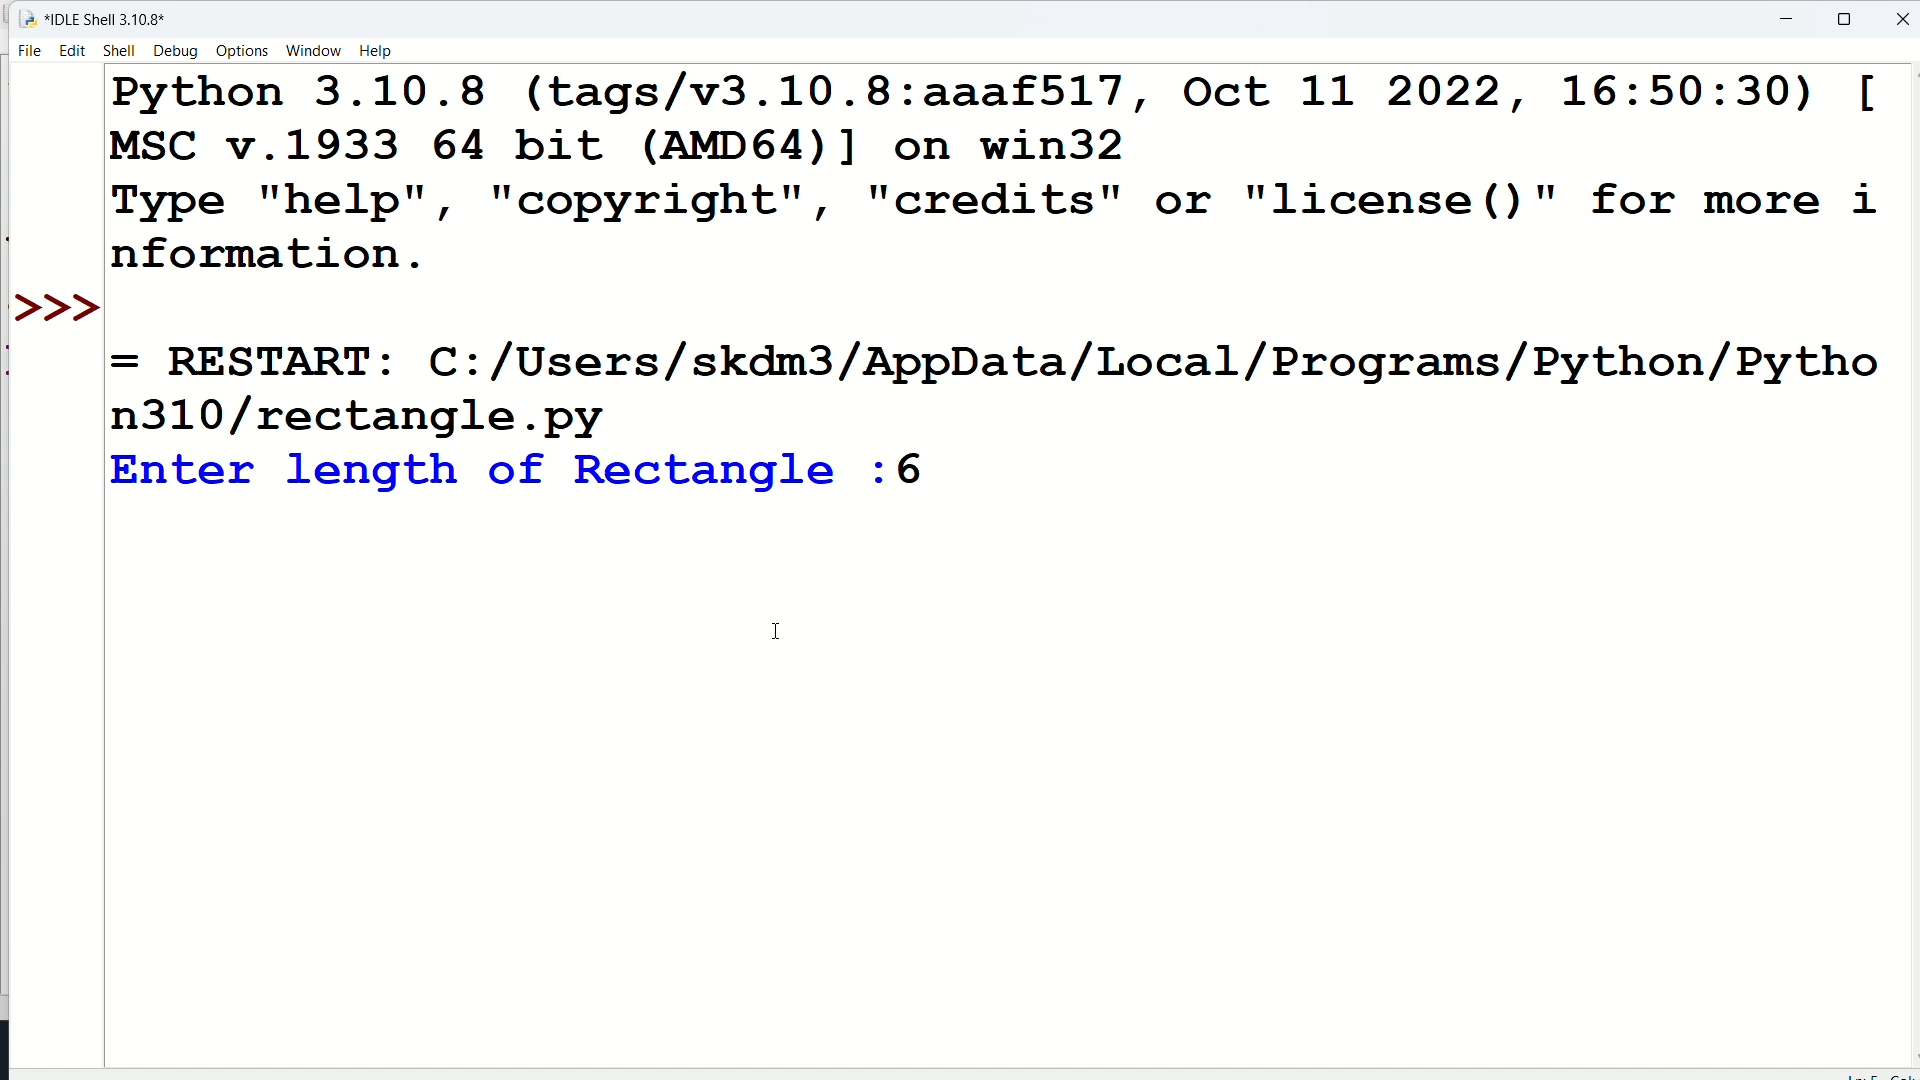 *IDLE Shell 3.10.8*
File Edit Shell Debug Options Window Help
Python 3.10.8 (tags/v3.10.8:aaaf517, Oct 11 2022, 16:50:30) [
MSC v.1933 64 bit (AMD64)] on win32
Type "help", "copyright", "credits" or "license()" for more i
nformation.
>>>
= RESTART: C:/Users/skdm3/AppData/Local/Programs/Python/Pytho
n310/rectangle.py
Enter length of Rectangle :6